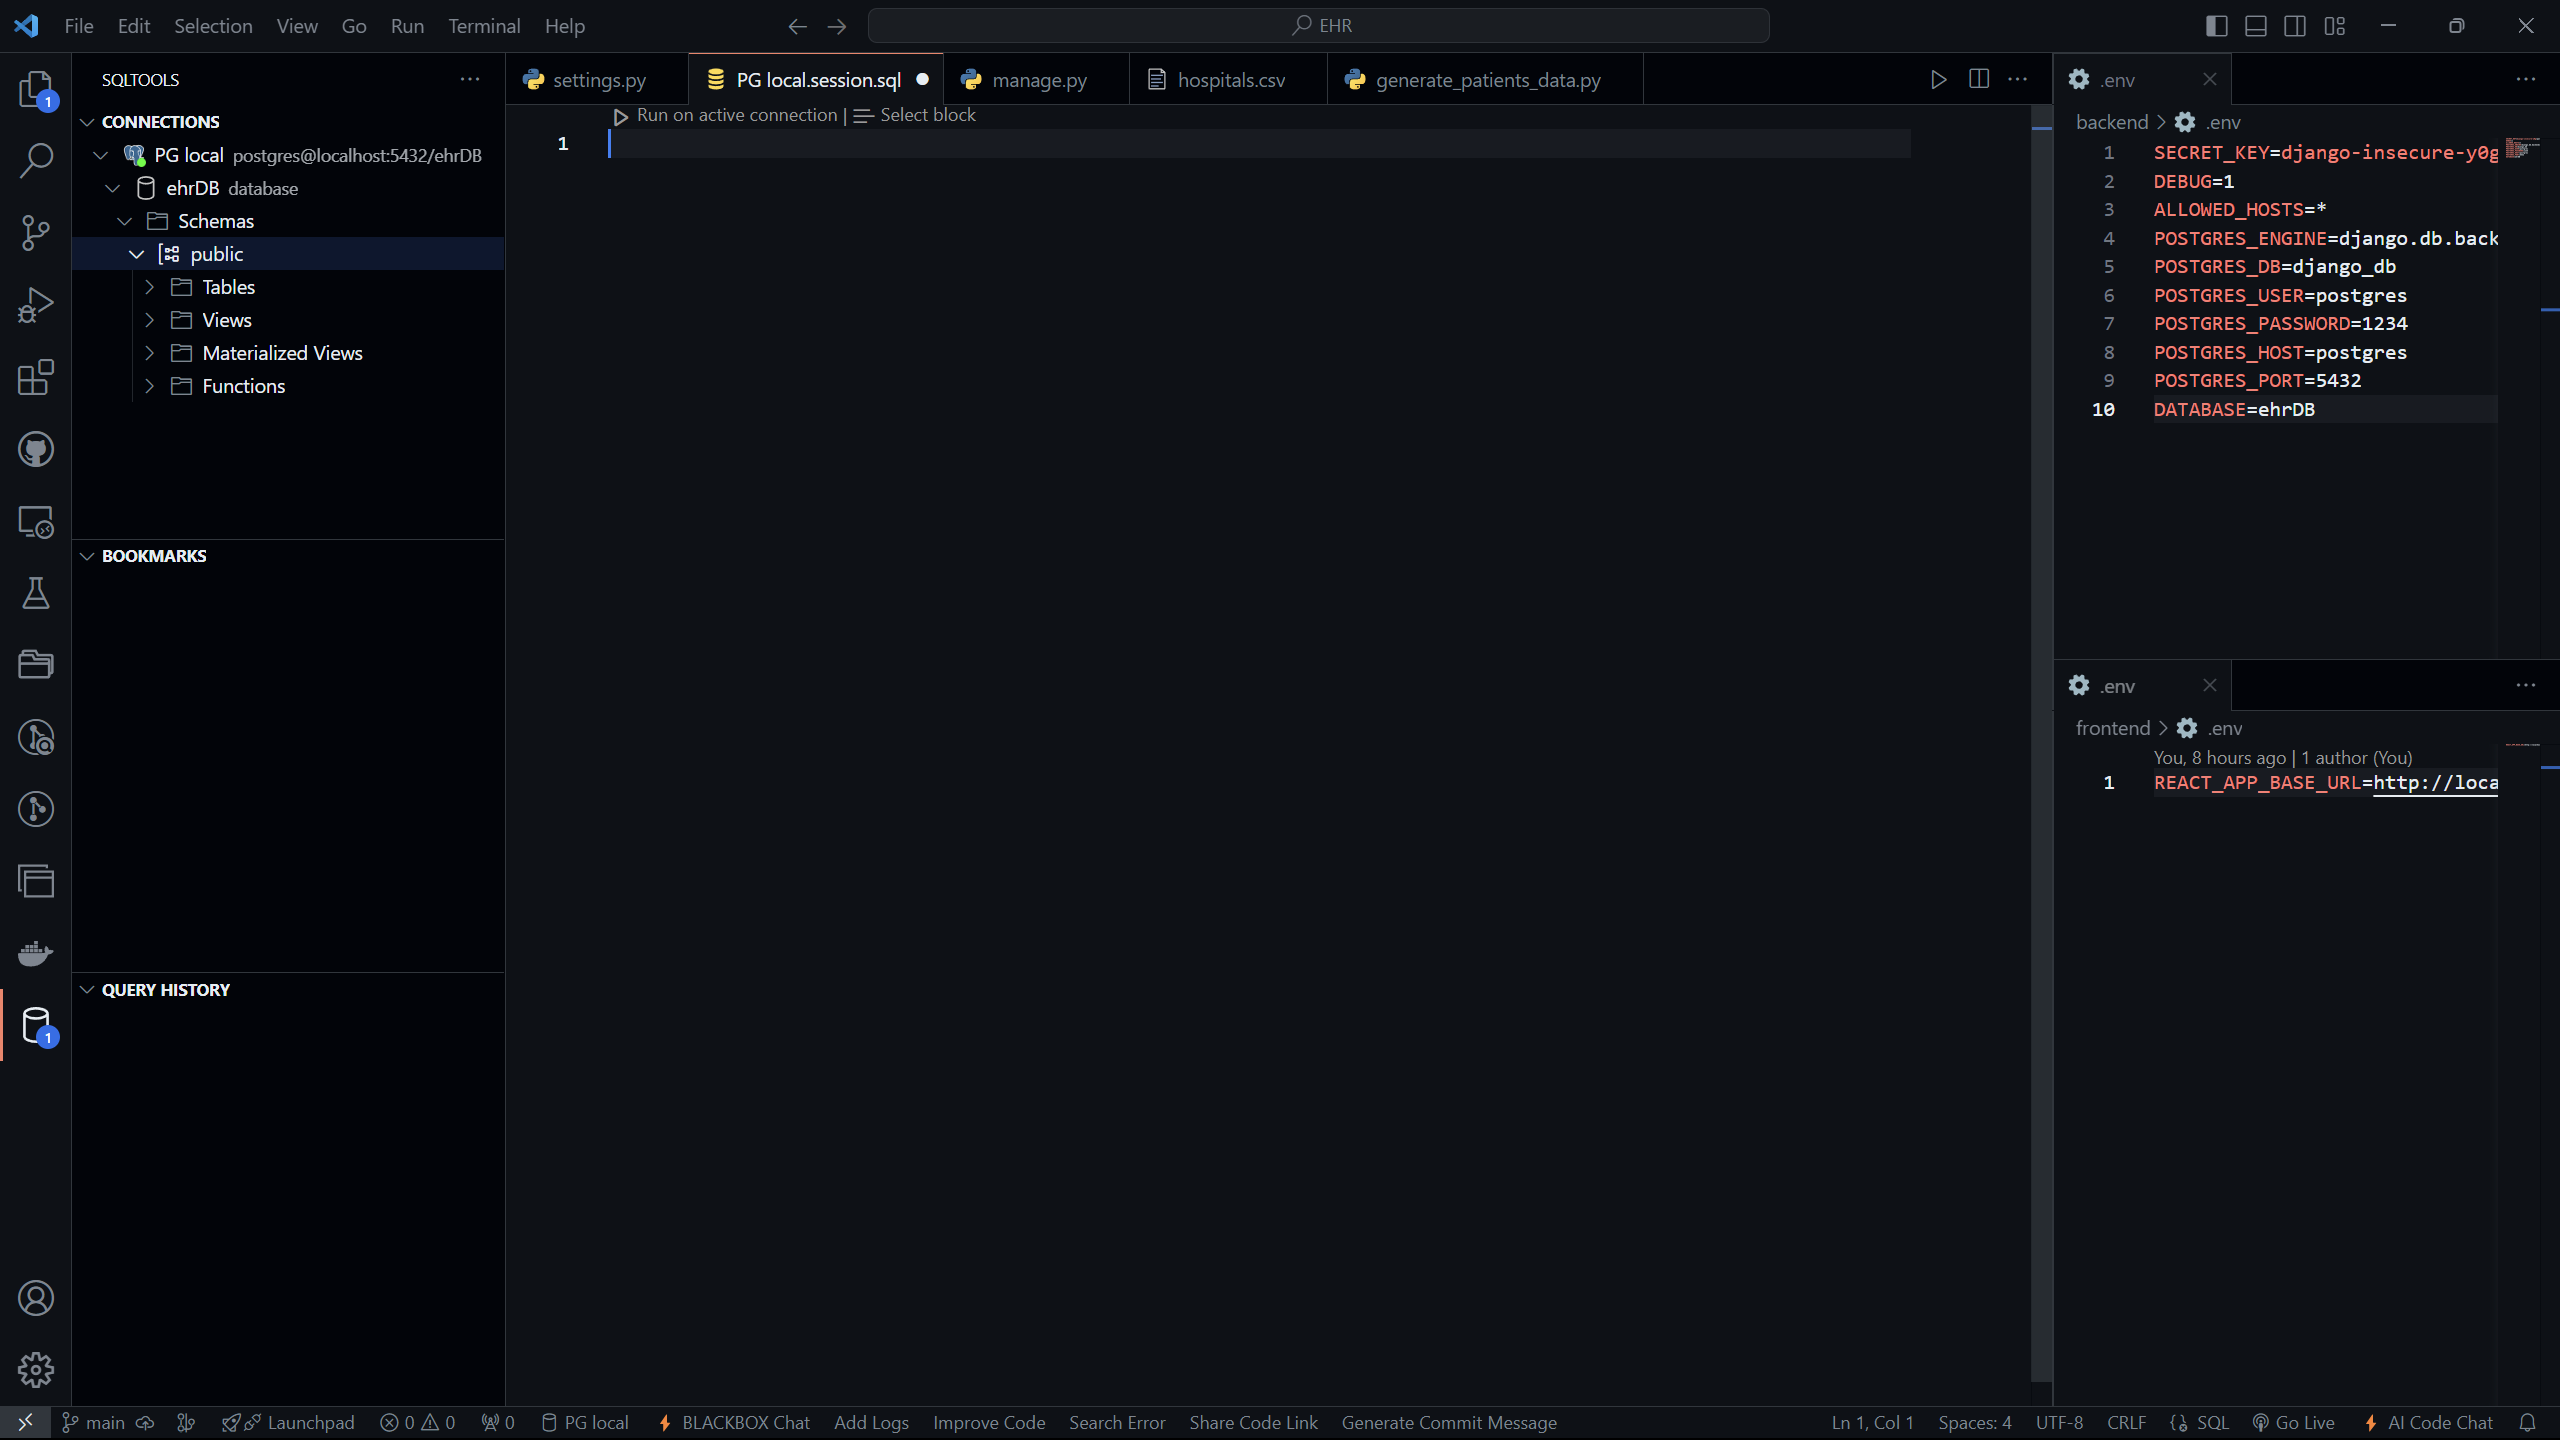 File Edit Selection View Go Run Terminal Help
EHR
SQLTOOLS
CONNECTIONS
PG local postgres@localhost:5432/ehrDB
ehrDB database
Schemas
public
Tables
Views
Materialized Views
Functions
BOOKMARKS
QUERY HISTORY
1
1
settings.py
PG local.session.sql
manage.py
hospitals.csv
generate_patients_data.py
Run on active connection | Select block
1
.env
backend > .env
1 SECRET_KEY=django-insecure-y0g
2 DEBUG=1
3 ALLOWED_HOSTS=*
4 POSTGRES_ENGINE=django.db.back
5 POSTGRES_DB=django_db
6 POSTGRES_USER=postgres
7 POSTGRES_PASSWORD=1234
8 POSTGRES_HOST=postgres
9 POSTGRES_PORT=5432
10 DATABASE=ehrDB
.env
frontend > .env
You, 8 hours ago | 1 author (You)
1 REACT_APP_BASE_URL=http://loca
main Launchpad 0 0 0 PG local BLACKBOX Chat Add Logs Improve Code Search Error Share Code Link Generate Commit Message Ln 1, Col 1 Spaces: 4 UTF-8 CRLF SQL Go Live AI Code Chat